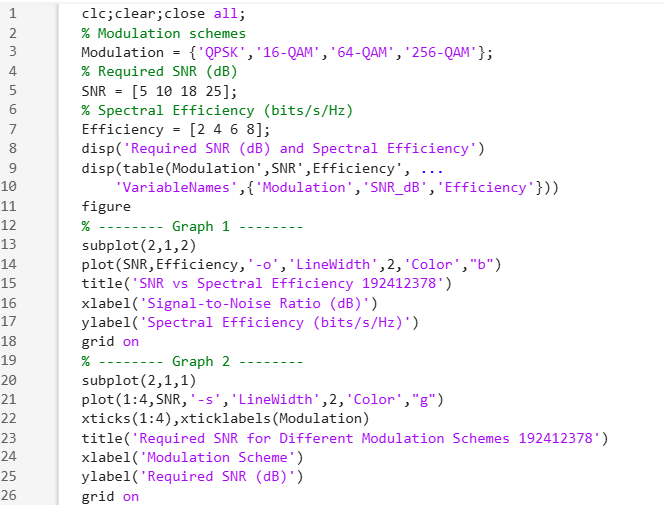 1 clc;clear;close all;
2 % Modulation schemes
3 Modulation = {'QPSK','16-QAM','64-QAM','256-QAM'};
4 % Required SNR (dB)
5 SNR = [5 10 18 25];
6 % Spectral Efficiency (bits/s/Hz)
7 Efficiency = [2 4 6 8];
8 disp('Required SNR (dB) and Spectral Efficiency')
9 disp(table(Modulation',SNR',Efficiency', ...
10 'VariableNames',{'Modulation','SNR_dB','Efficiency'}))
11 figure
12 % -------- Graph 1 --------
13 subplot(2,1,2)
14 plot(SNR,Efficiency,'-o','LineWidth',2,'Color',"b")
15 title('SNR vs Spectral Efficiency 192412378')
16 xlabel('Signal-to-Noise Ratio (dB)')
17 ylabel('Spectral Efficiency (bits/s/Hz)')
18 grid on
19 % -------- Graph 2 --------
20 subplot(2,1,1)
21 plot(1:4,SNR,'-s','LineWidth',2,'Color',"g")
22 xticks(1:4),xticklabels(Modulation)
23 title('Required SNR for Different Modulation Schemes 192412378')
24 xlabel('Modulation Scheme')
25 ylabel('Required SNR (dB)')
26 grid on